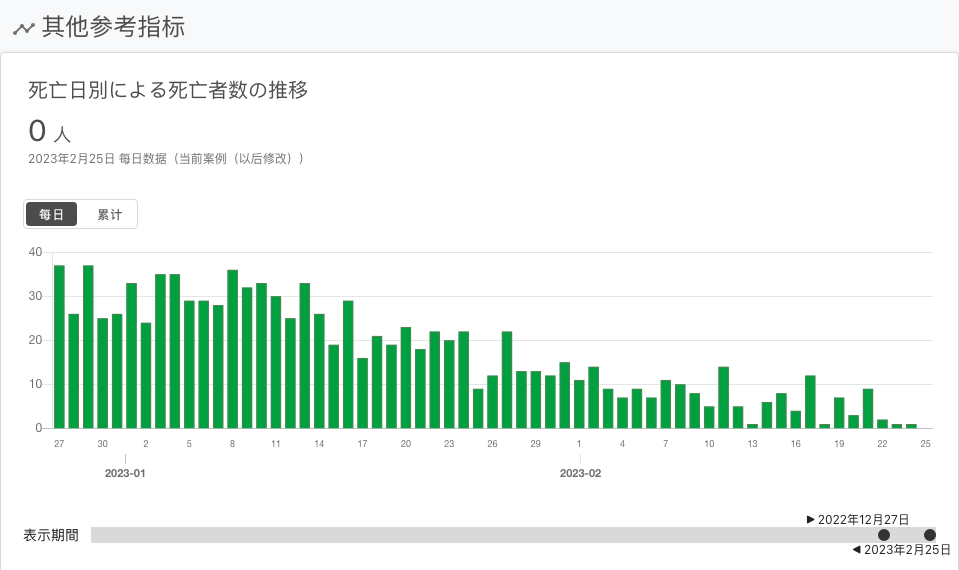 其他参考指标
死亡日別による死亡者数の推移
0 人
2023年2月25日 每日数据（当前案例（以后修改））
每日 累计
40
30
20
10
0
27 30 2 5 8 11 14 17 20 23 26 29 1 4 7 10 13 16 19 22 25
2023-01 2023-02
2022年12月27日
表示期間
2023年2月25日